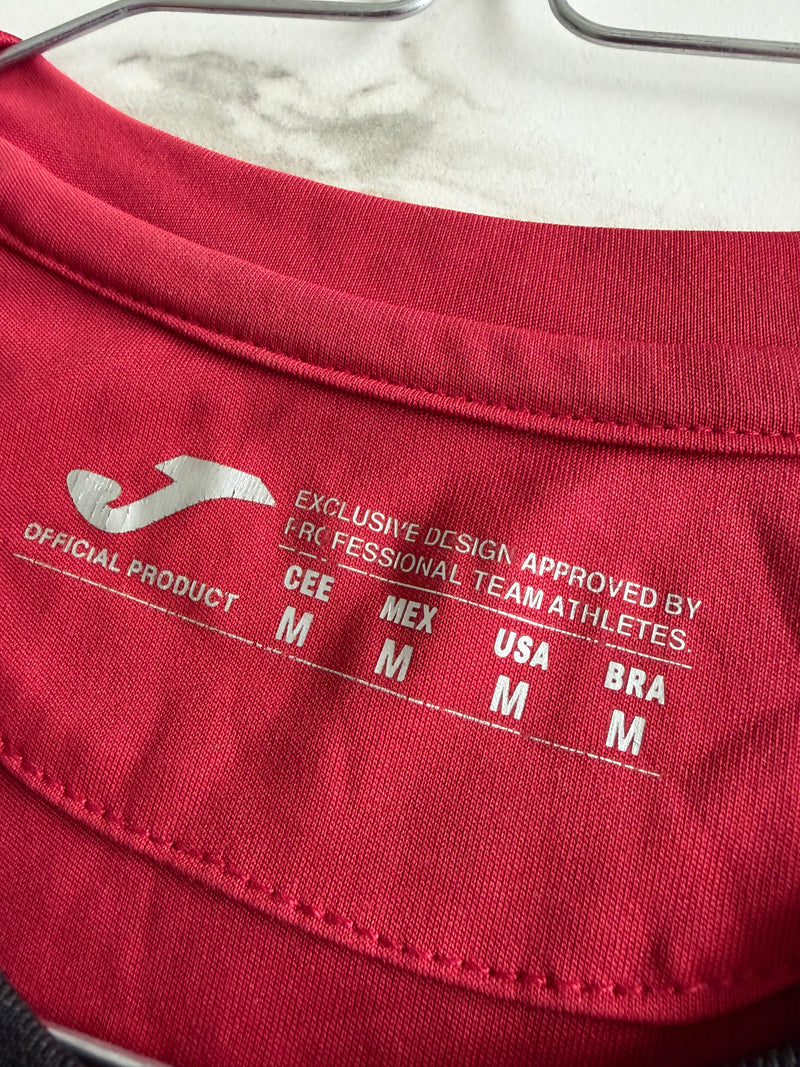 EXCLUSIVE DESIGN APPROVED BY
PROFESSIONAL TEAM ATHLETES.
OFFICIAL PRODUCT
CEE MEX USA BRA
M M M M